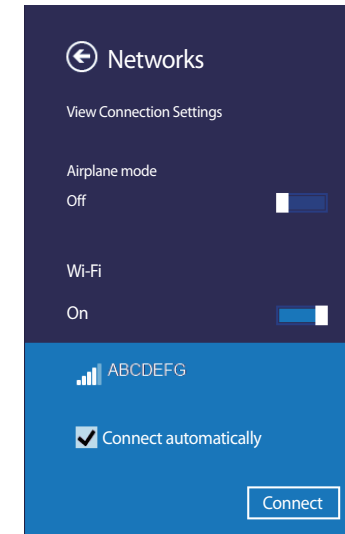 Networks
View Connection Settings
Airplane mode
Off
Wi-Fi
On
ABCDEFG
Connect automatically
Connect